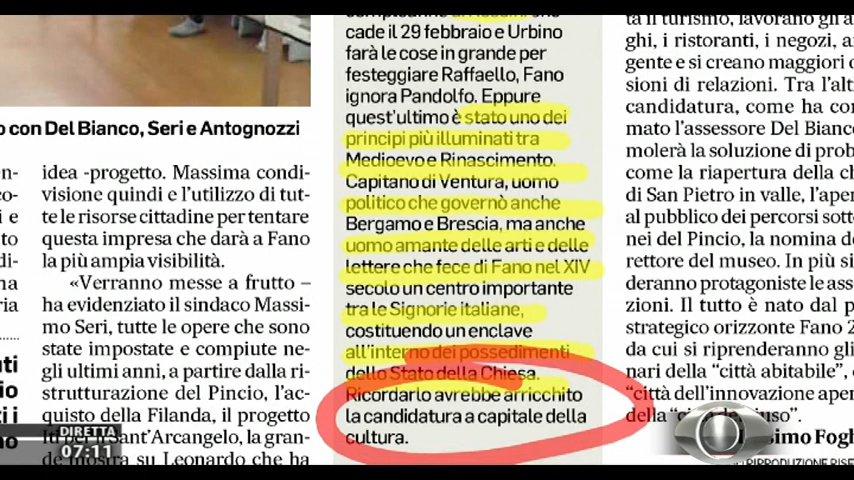 o con Del Bianco, Seri e Antognozzi
idea -progetto. Massima condi-
visione quindi e l'utilizzo di tut-
te le risorse cittadine per tentare
questa impresa che darà a Fano
la più ampia visibilità.
«Verranno messe a frutto –
ha evidenziato il sindaco Massi-
mo Seri, tutte le opere che sono
state impostate e compiute ne-
gli ultimi anni, a partire dalla ri-
strutturazione del Pincio, l'ac-
quisto della Filanda, il progetto
Iti per il Sant'Arcangelo, la gran-
de mostra su Leonardo che ha
cade il 29 febbraio e Urbino
farà le cose in grande per
festeggiare Raffaello, Fano
ignora Pandolfo. Eppure
quest'ultimo è stato uno dei
principi più illuminati tra
Medioevo e Rinascimento.
Capitano di Ventura, uomo
politico che governò anche
Bergamo e Brescia, ma anche
uomo amante delle arti e delle
lettere che fece di Fano nel XIV
secolo un centro importante
tra le Signorie italiane,
costituendo un enclave
all'interno dei possedimenti
dello Stato della Chiesa.
Ricordarlo avrebbe arricchito
la candidatura a capitale della
cultura.
ta il turismo, lavorano gli a
ghi, i ristoranti, i negozi, a
gente e si creano maggiori
sioni di relazioni. Tra l'alt
candidatura, come ha con
mato l'assessore Del Bianc
molerà la soluzione di prob
come la riapertura della ch
di San Pietro in valle, l'ape
al pubblico dei percorsi sott
nei del Pincio, la nomina de
rettore del museo. In più si
deranno protagoniste le ass
zioni. Il tutto è nato dal p
strategico orizzonte Fano 2
da cui si riprenderanno gli
nari della “città abitabile”,
“città dell'innovazione aper
della
simo Fogh
RIPRODUZIONE RISE
DIRETTA
07:11